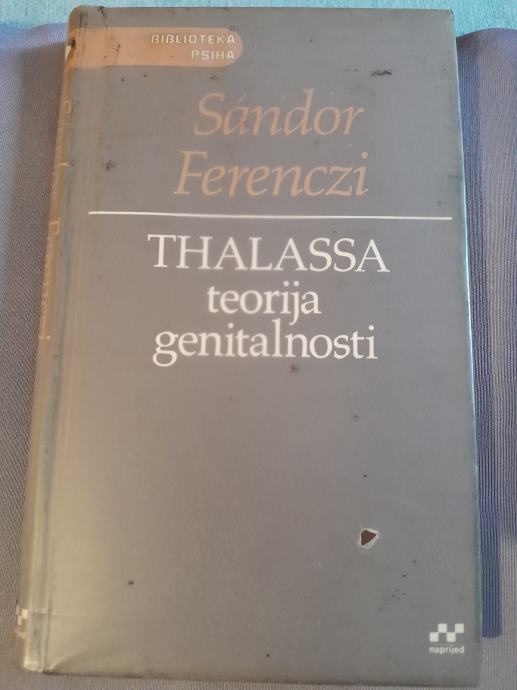 BIBLIOTEKA
PSIHA
Sándor
Ferenczi
THALASSA
teorija
genitalnosti
naprijed